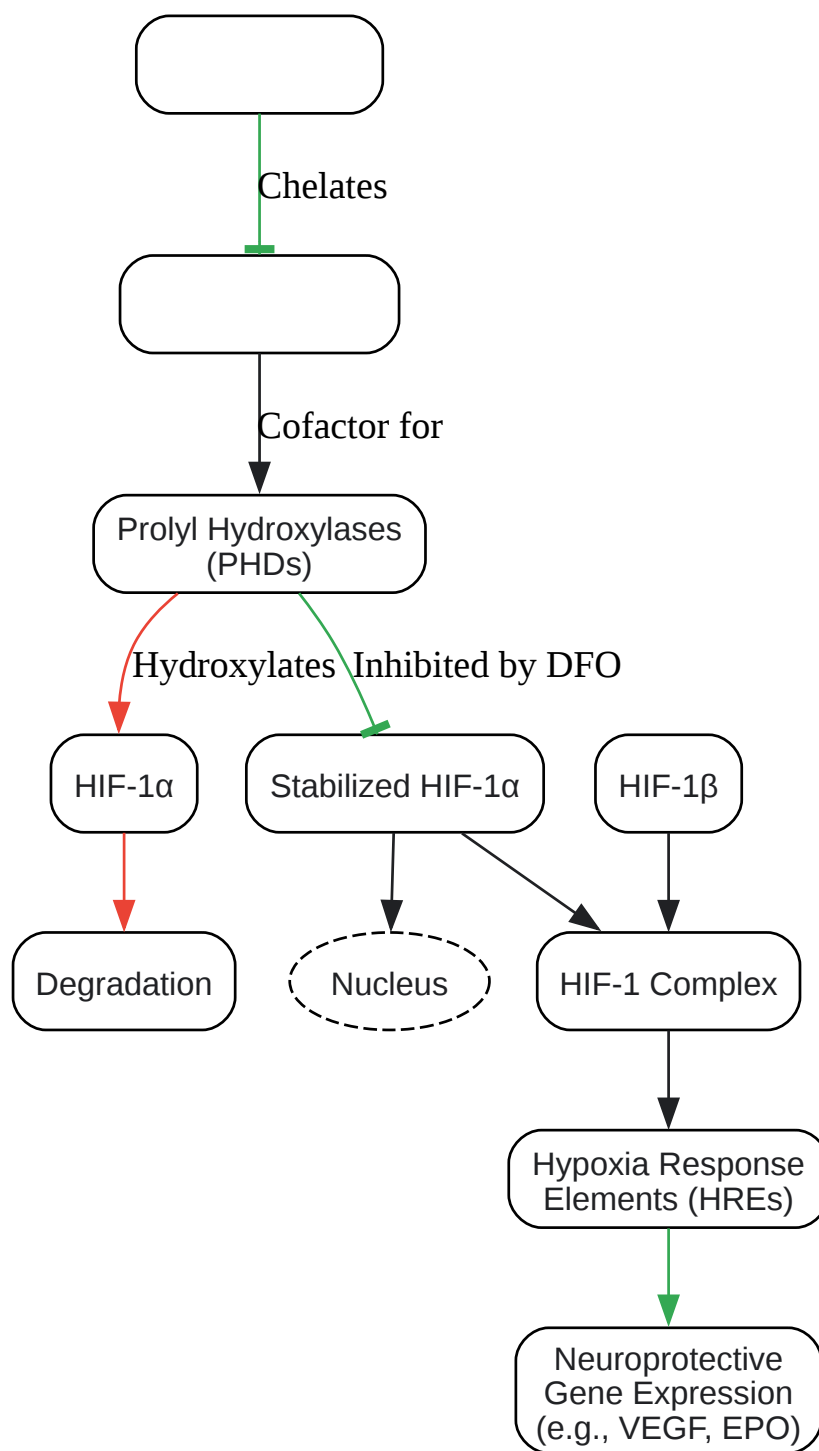 Chelates
Cofactor for
Prolyl Hydroxylases
(PHDs)
Hydroxylates
Inhibited by DFO
HIF-1α
Stabilized HIF-1α
HIF-1β
Degradation
Nucleus
HIF-1 Complex
Hypoxia Response
Elements (HREs)
Neuroprotective
Gene Expression
(e.g., VEGF, EPO)